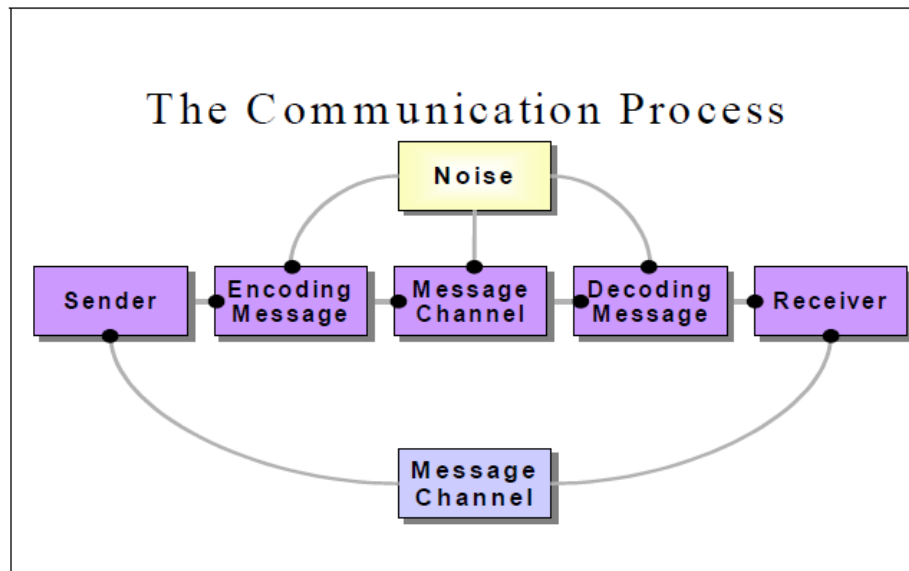 The Communication Process
Noise
Sender
Encoding
Message
Message
Channel
Decoding
Message
Receiver
Message
Channel